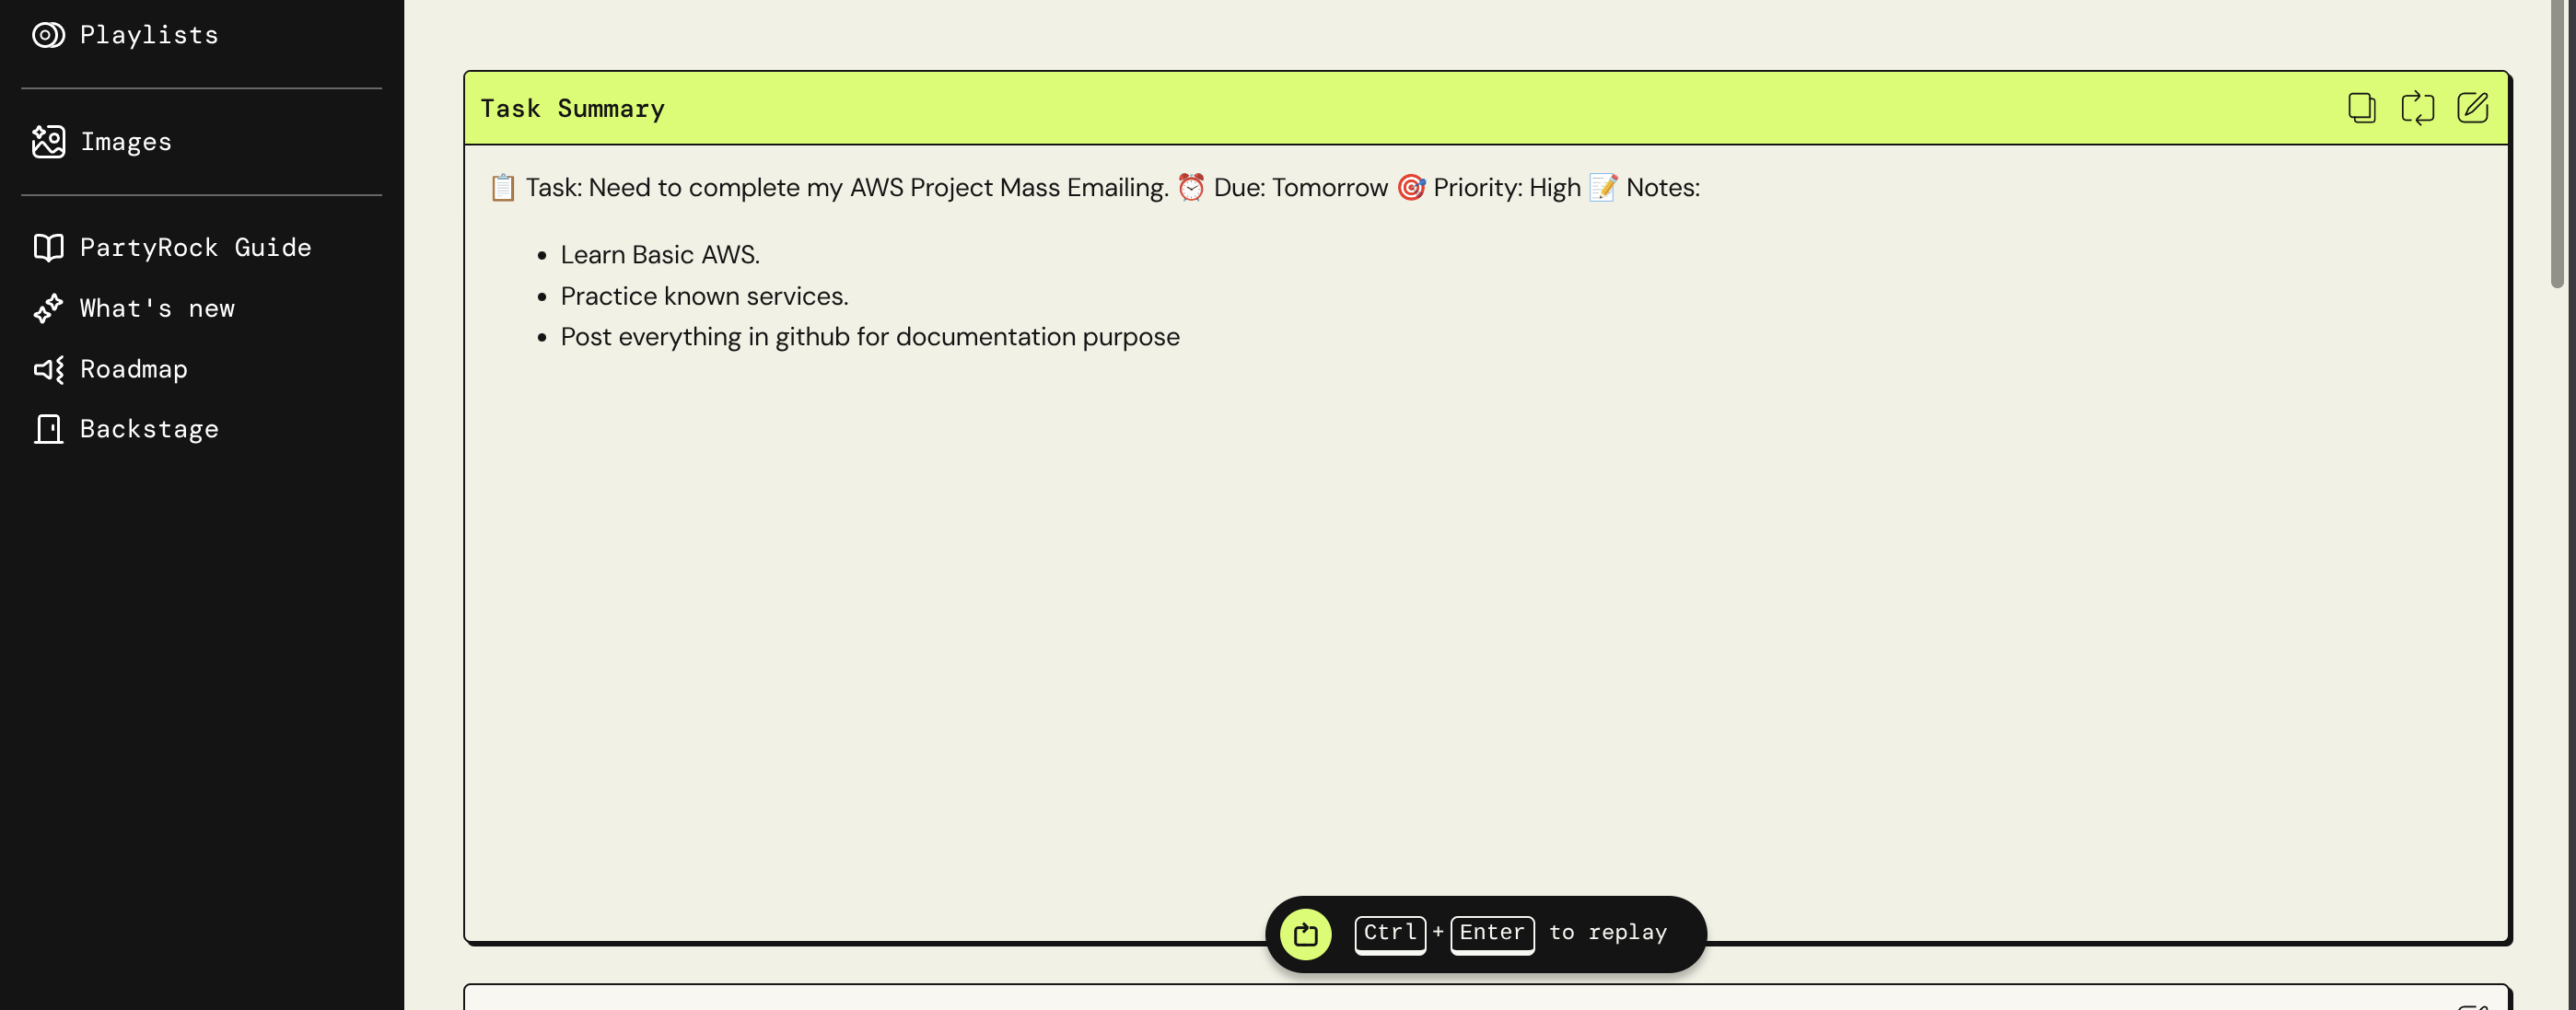 Playlists
Images
PartyRock Guide
What's new
Roadmap
Backstage
Task Summary
📋 Task: Need to complete my AWS Project Mass Emailing. ⏰ Due: Tomorrow 🎯 Priority: High 📝 Notes:
• Learn Basic AWS.
• Practice known services.
• Post everything in github for documentation purpose
Ctrl + Enter to replay